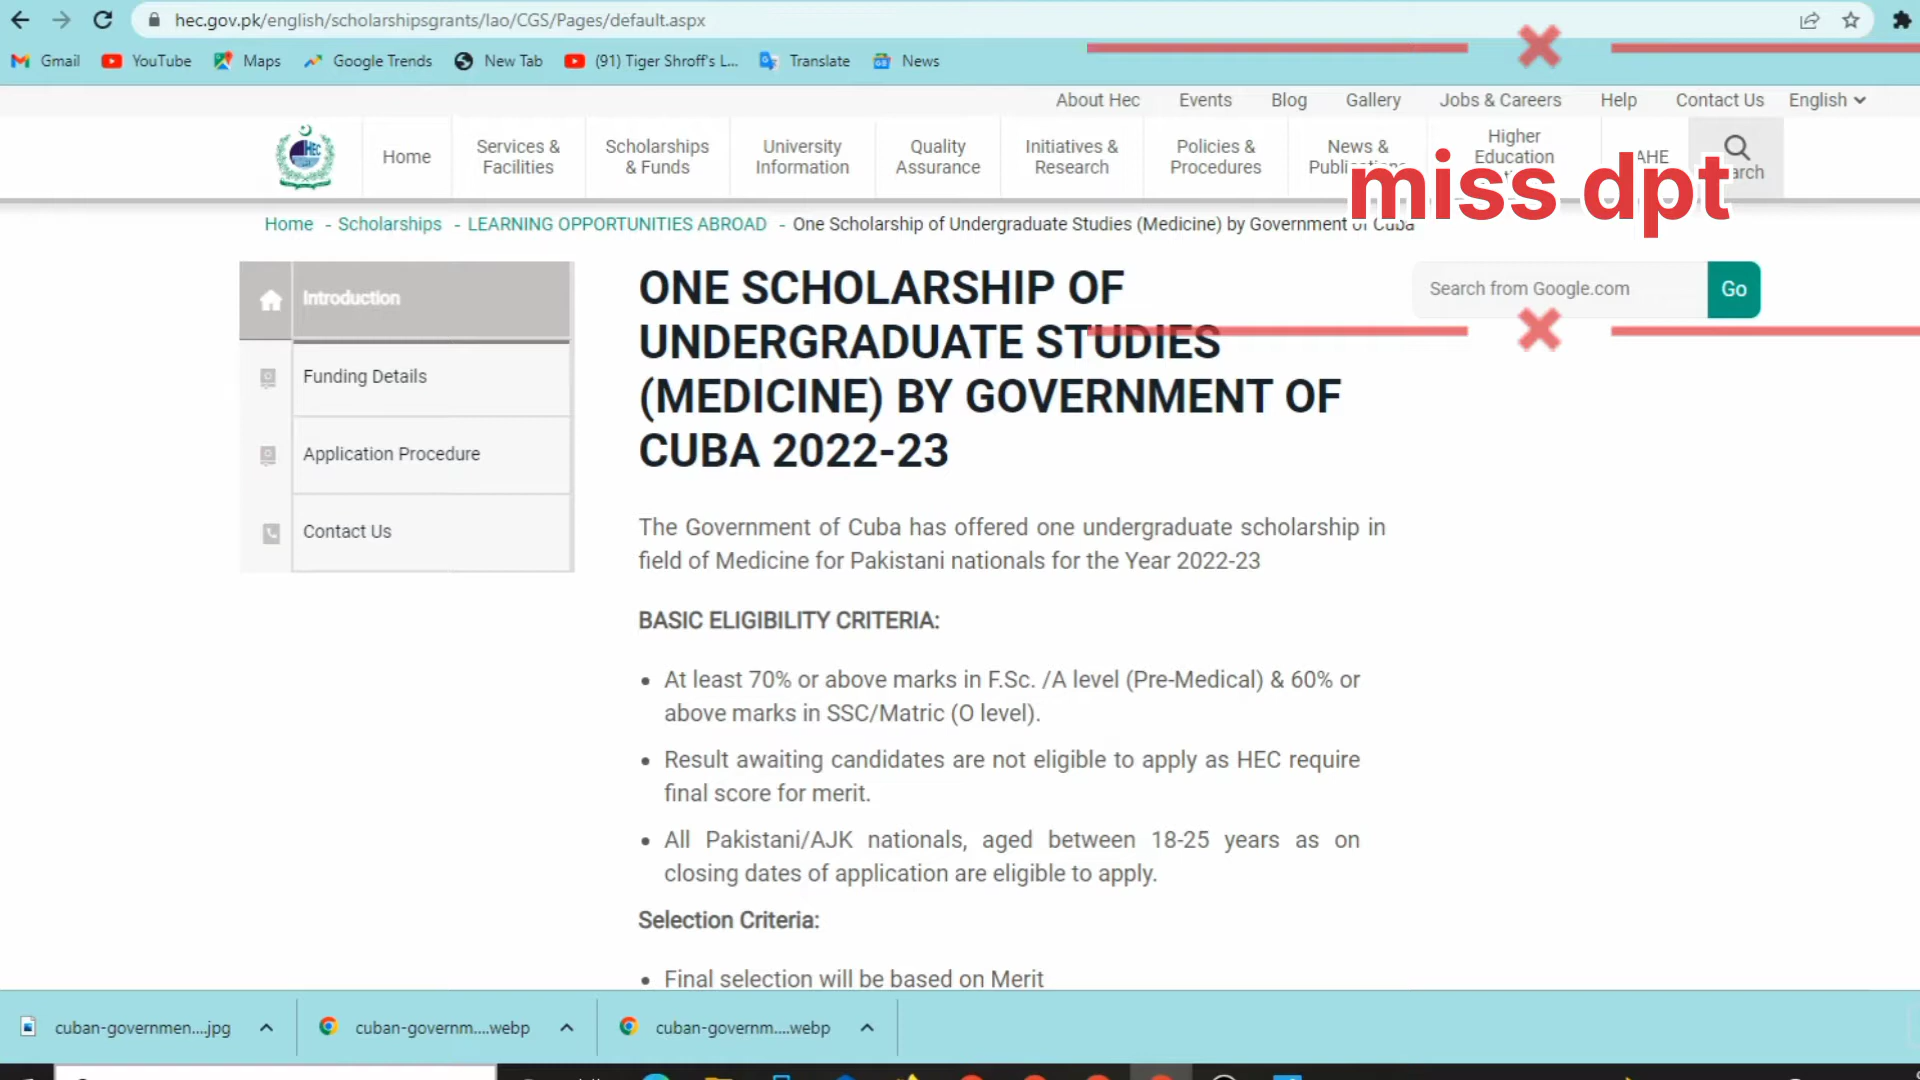 hec.gov.pk/english/scholarshipsgrants/lao/CGS/Pages/default.aspx
Gmail YouTube Maps Google Trends New Tab (91) Tiger Shroff's L... Translate News
About Hec Events Blog Gallery Jobs & Careers Help Contact Us English
HEC
Home
Services &
Facilities
Scholarships
& Funds
University
Information
Quality
Assurance
Initiatives &
Research
Policies &
Procedures
News &
Higher
Education
miss dpt
Home - Scholarships - LEARNING OPPORTUNITIES ABROAD - One Scholarship of Undergraduate Studies (Medicine) by Government of Cuba
Introduction
Funding Details
Application Procedure
Contact Us
ONE SCHOLARSHIP OF
UNDERGRADUATE STUDIES
(MEDICINE) BY GOVERNMENT OF
CUBA 2022-23
Search from Google.com Go
The Government of Cuba has offered one undergraduate scholarship in
field of Medicine for Pakistani nationals for the Year 2022-23
BASIC ELIGIBILITY CRITERIA:
• At least 70% or above marks in F.Sc. /A level (Pre-Medical) & 60% or
above marks in SSC/Matric (O level).
• Result awaiting candidates are not eligible to apply as HEC require
final score for merit.
• All Pakistani/AJK nationals, aged between 18-25 years as on
closing dates of application are eligible to apply.
Selection Criteria:
• Final selection will be based on Merit
cuban-governmen....jpg cuban-governm....webp cuban-governm....webp